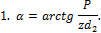 1. α = arctg P/zd₂.